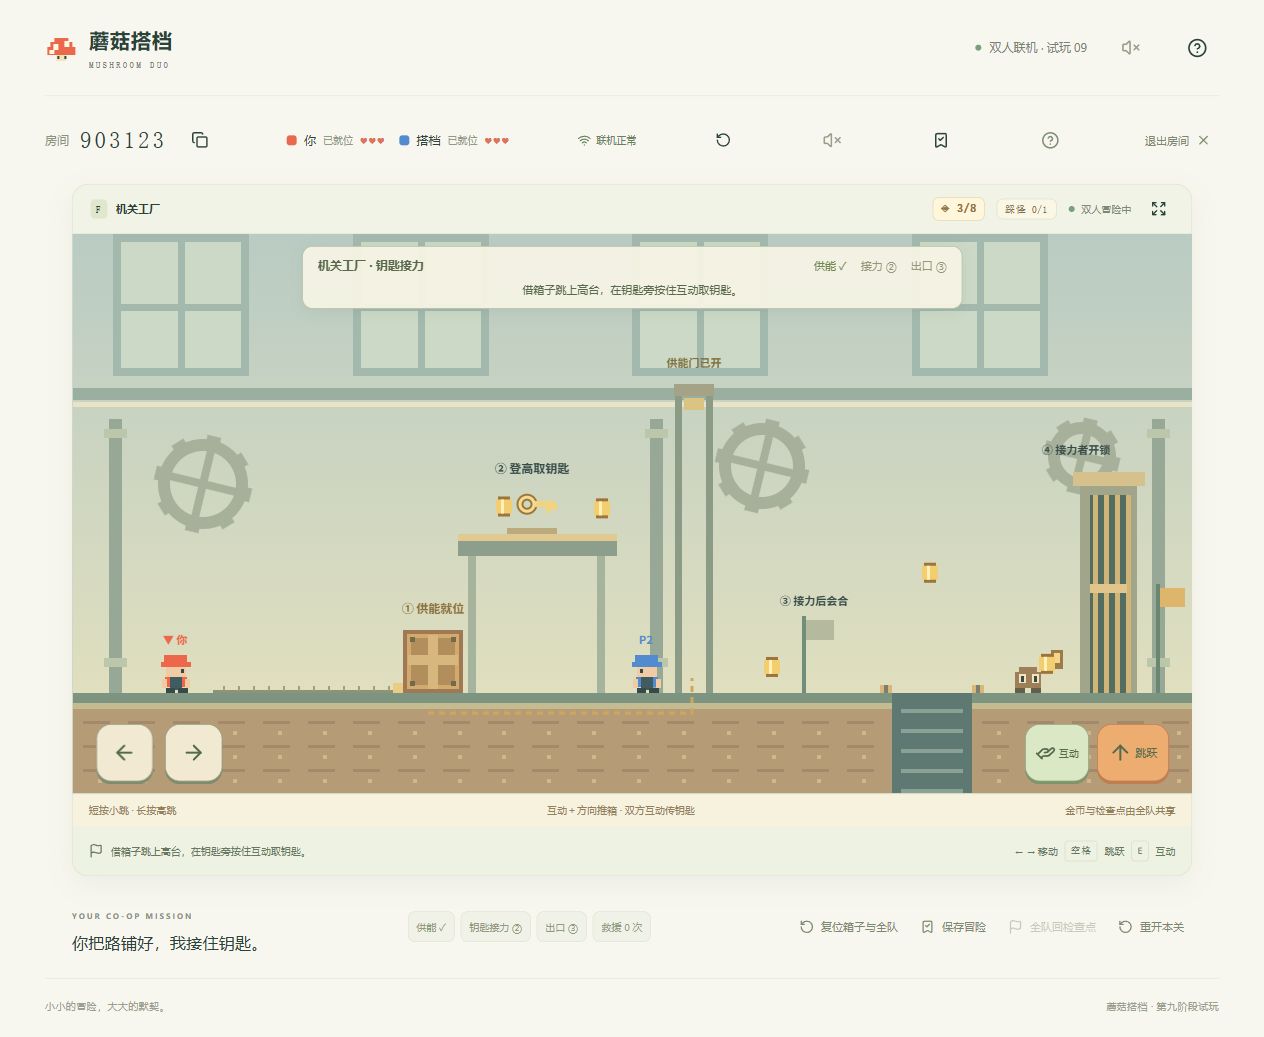 蘑菇搭档
MUSHROOM DUO
双人联机 · 试玩 09
房间 903123
你 已就位
搭档 已就位
联机正常
退出房间
F 机关工厂
3/8
踩怪 0/1
双人冒险中
机关工厂 · 钥匙接力
供能 ✓ 接力 ② 出口 ③
借箱子跳上高台，在钥匙旁按住互动取钥匙。
供能门已开
④ 接力者开锁
② 登高取钥匙
③ 接力后会合
① 供能就位
▼ 你
P2
互动
跳跃
短按小跳 · 长按高跳
互动 + 方向推箱 · 双方互动传钥匙
金币与检查点由全队共享
借箱子跳上高台，在钥匙旁按住互动取钥匙。
← → 移动 空格 跳跃 E 互动
YOUR CO-OP MISSION
你把路铺好，我接住钥匙。
供能 ✓
钥匙接力 ②
出口 ③
救援 0 次
复位箱子与全队
保存冒险
全队回检查点
重开本关
小小的冒险，大大的默契。
蘑菇搭档 · 第九阶段试玩